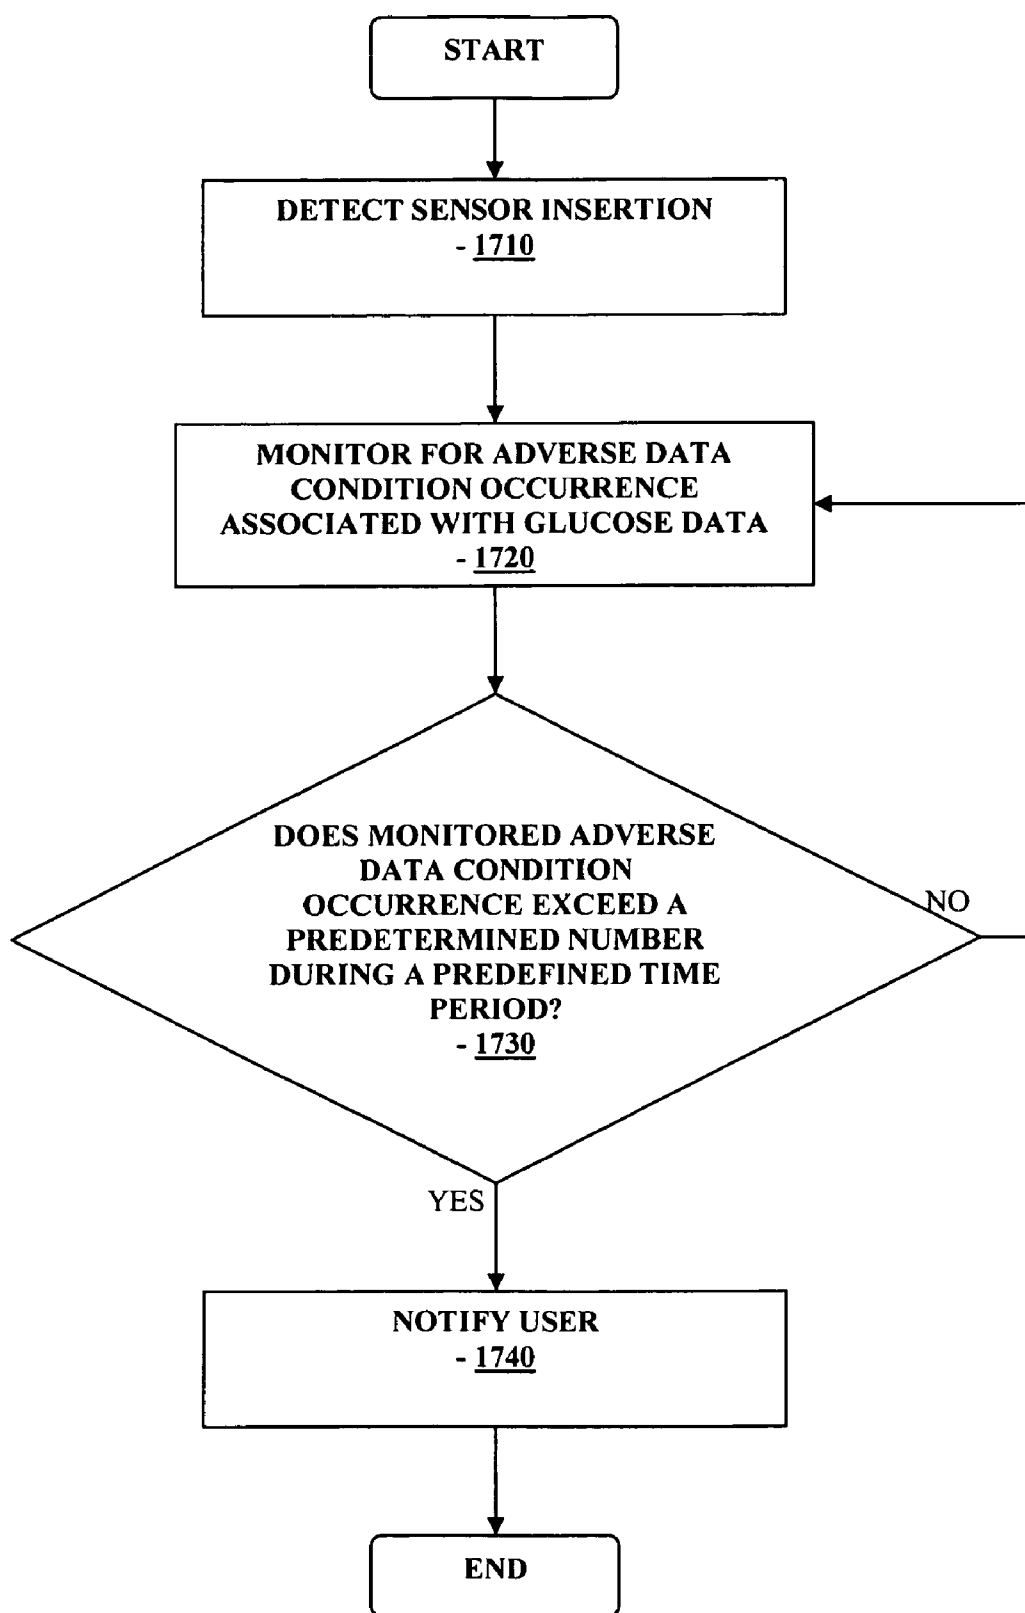 START
DETECT SENSOR INSERTION
- 1710
MONITOR FOR ADVERSE DATA
CONDITION OCCURRENCE
ASSOCIATED WITH GLUCOSE DATA
- 1720
DOES MONITORED ADVERSE
DATA CONDITION
OCCURRENCE EXCEED A
PREDETERMINED NUMBER
DURING A PREDEFINED TIME
PERIOD?
- 1730
NO
YES
NOTIFY USER
- 1740
END